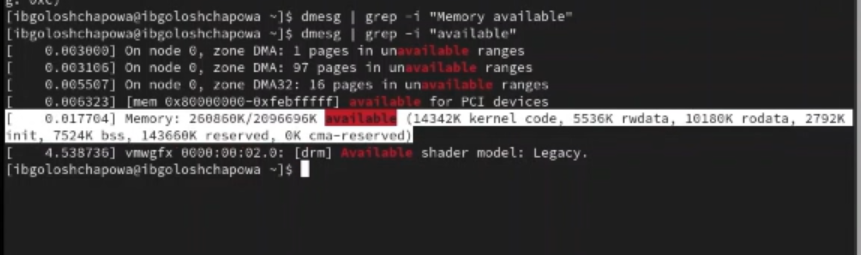 g: 0xC)
[ibgoloshchapowa@ibgoloshchapowa ~]$ dmesg | grep -i "Memory available"
[ibgoloshchapowa@ibgoloshchapowa ~]$ dmesg | grep -i "available"
[    0.003000] On node 0, zone DMA: 1 pages in unavailable ranges
[    0.003106] On node 0, zone DMA: 97 pages in unavailable ranges
[    0.005507] On node 0, zone DMA32: 16 pages in unavailable ranges
[    0.006323] [mem 0x80000000-0xfebfffff] available for PCI devices
[    0.017704] Memory: 260860K/2096696K available (14342K kernel code, 5536K rwdata, 10180K rodata, 2792K
init, 7524K bss, 143660K reserved, 0K cma-reserved)
[    4.538736] vmwgfx 0000:00:02.0: [drm] Available shader model: Legacy.
[ibgoloshchapowa@ibgoloshchapowa ~]$